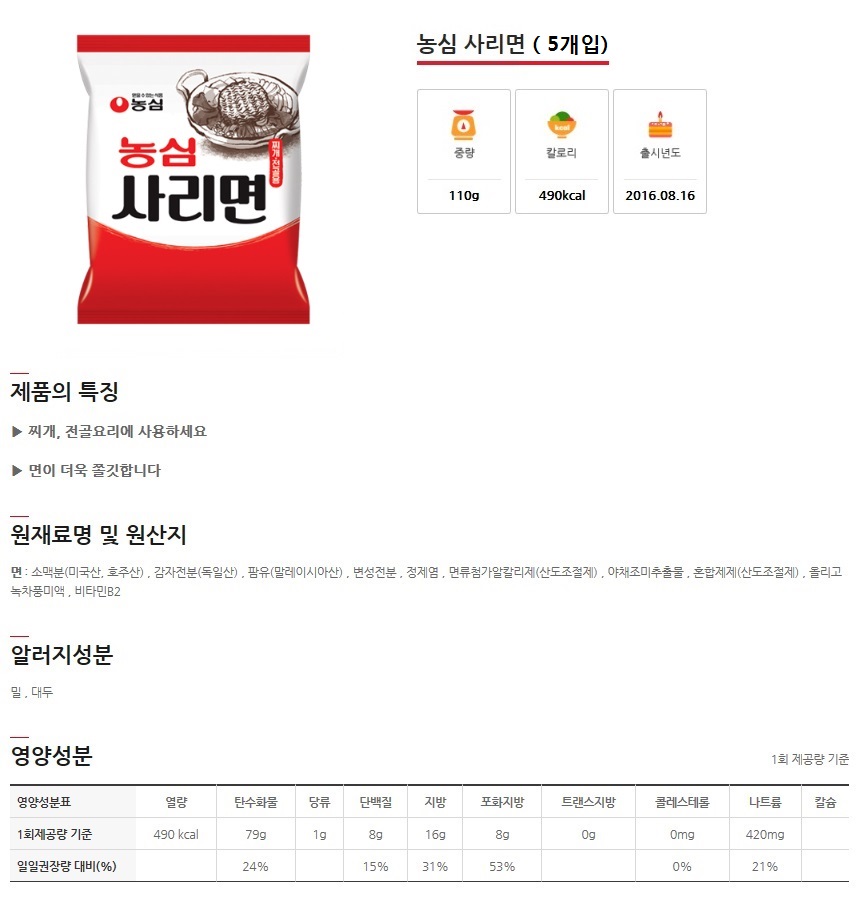 농심 사리면 ( 5개입)
맛을 수 없는 식품
농심
농심
찌개·전골용
사리면
중량
칼로리
출시년도
110g
490kcal
2016.08.16
제품의 특징
▶ 찌개, 전골요리에 사용하세요
▶ 면이 더욱 쫄깃합니다
원재료명 및 원산지
면 : 소맥분(미국산, 호주산) , 감자전분(독일산) , 팜유(말레이시아산) , 변성전분 , 정제염 , 면류첨가알칼리제(산도조절제) , 야채조미추출물 , 혼합제제(산도조절제) , 올리고
녹차풍미액 , 비타민B2
알러지성분
밀 , 대두
영양성분
1회 제공량 기준
영양성분표 열량 탄수화물 당류 단백질 지방 포화지방 트랜스지방 콜레스테롤 나트륨 칼슘
1회제공량 기준 490 kcal 79g 1g 8g 16g 8g 0g 0mg 420mg
일일권장량 대비(%) 24% 15% 31% 53% 0% 21%